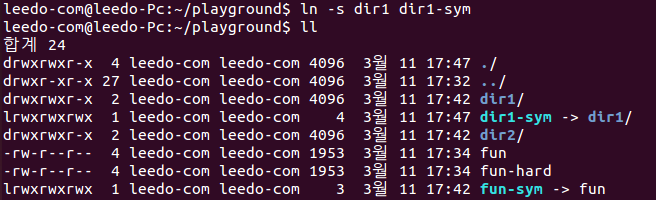 leedo-com@leedo-Pc:~/playground$ ln -s dir1 dir1-sym
leedo-com@leedo-Pc:~/playground$ ll
합계 24
drwxrwxr-x  4 leedo-com leedo-com 4096  3월 11 17:47 ./
drwxr-xr-x 27 leedo-com leedo-com 4096  3월 11 17:32 ../
drwxrwxr-x  2 leedo-com leedo-com 4096  3월 11 17:42 dir1/
lrwxrwxrwx  1 leedo-com leedo-com    4  3월 11 17:47 dir1-sym -> dir1/
drwxrwxr-x  2 leedo-com leedo-com 4096  3월 11 17:42 dir2/
-rw-r--r--  4 leedo-com leedo-com 1953  3월 11 17:34 fun
-rw-r--r--  4 leedo-com leedo-com 1953  3월 11 17:34 fun-hard
lrwxrwxrwx  1 leedo-com leedo-com    3  3월 11 17:42 fun-sym -> fun